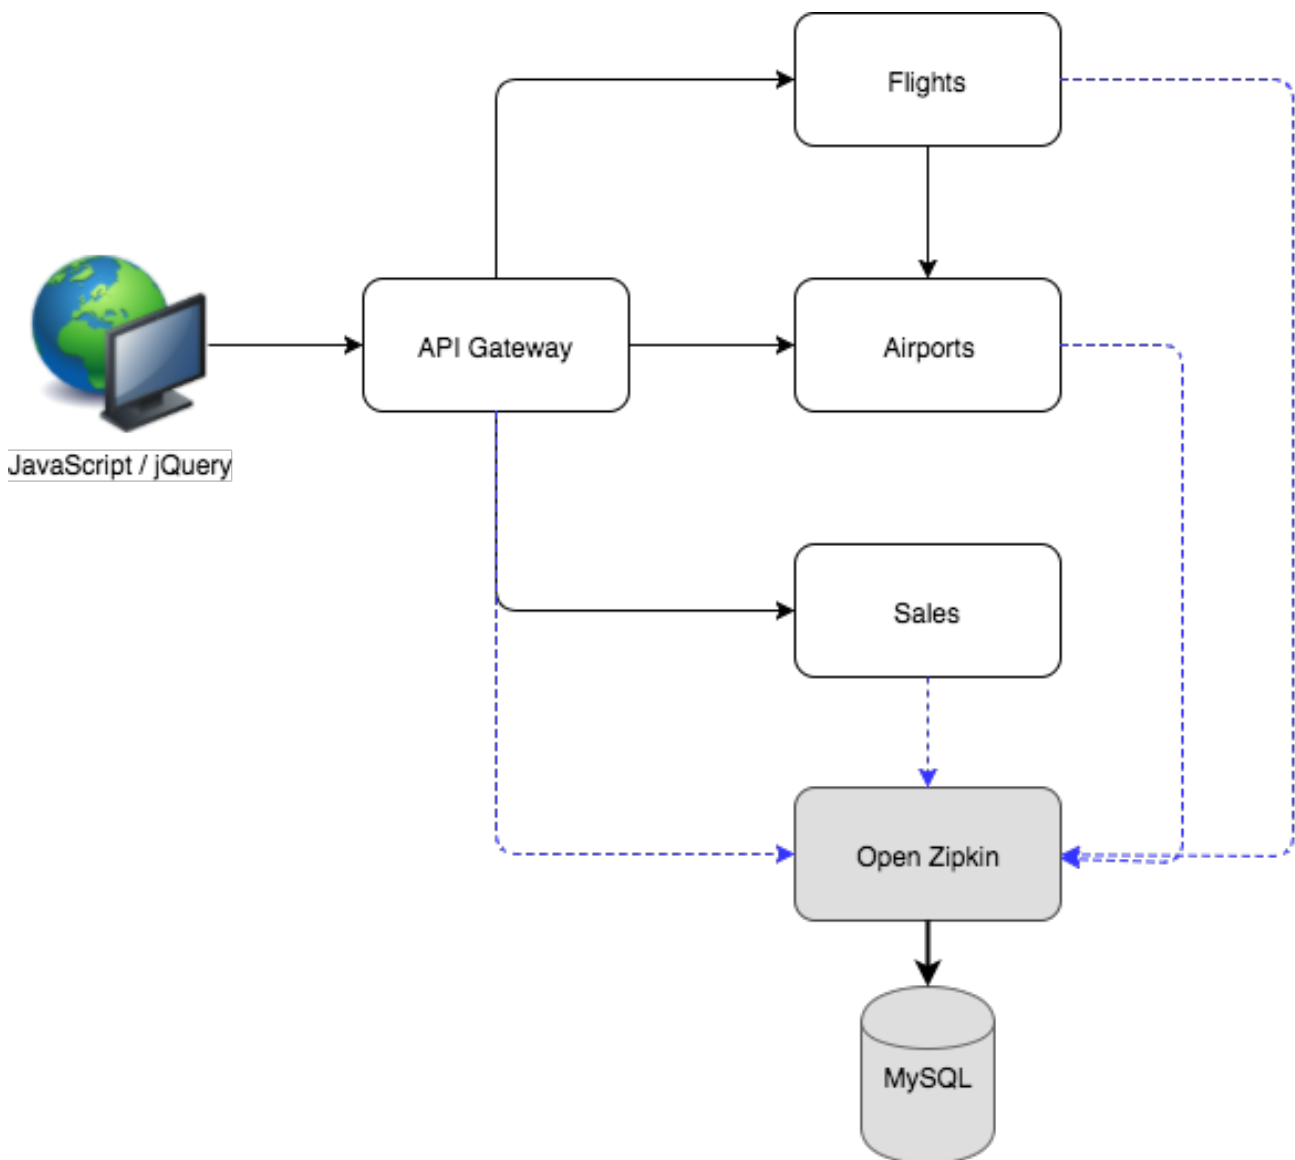 Flights
API Gateway
Airports
JavaScript / jQuery
Sales
Open Zipkin
MySQL